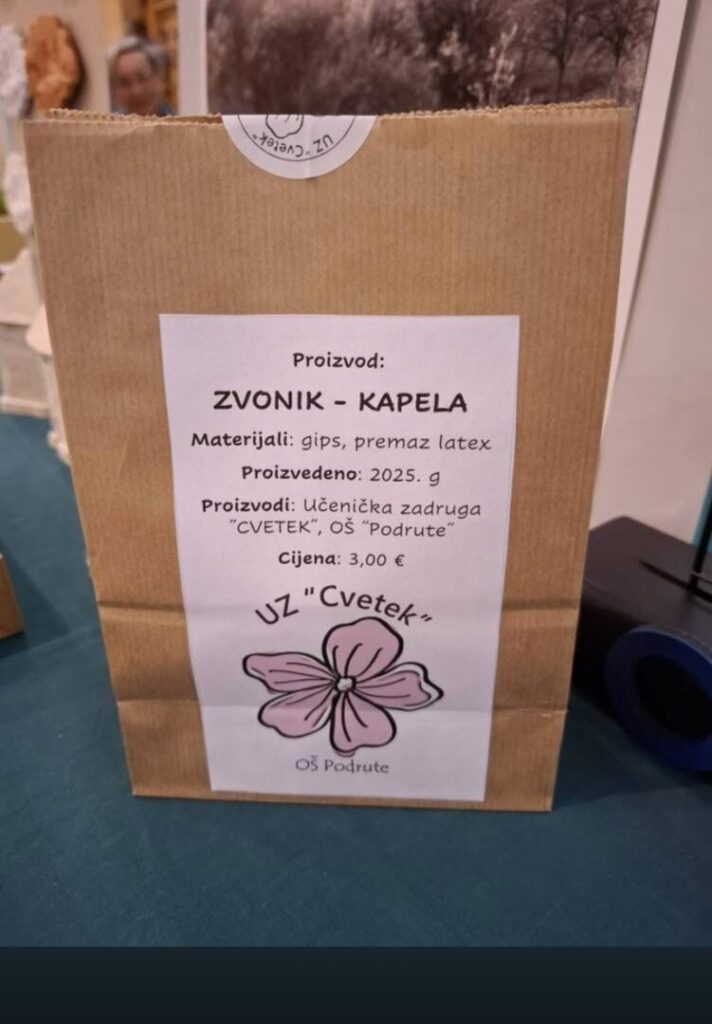 UZ "Cvetek"
Proizvod:
ZVONIK - KAPELA
Materijali: gips, premaz latex
Proizvedeno: 2025. g
Proizvodi: Učenička zadruga
"CVETEK", OŠ "Podrute"
Cijena: 3,00 €
UZ "Cvetek"
OŠ Podrute